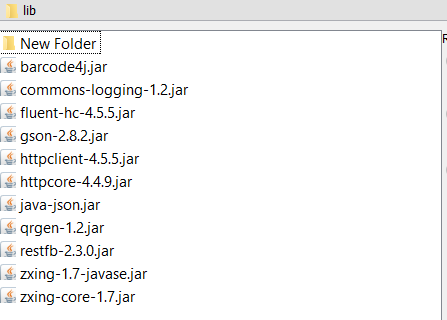 lib
New Folder
barcode4j.jar
commons-logging-1.2.jar
fluent-hc-4.5.5.jar
gson-2.8.2.jar
httpclient-4.5.5.jar
httpcore-4.4.9.jar
java-json.jar
qrgen-1.2.jar
restfb-2.3.0.jar
zxing-1.7-javase.jar
zxing-core-1.7.jar